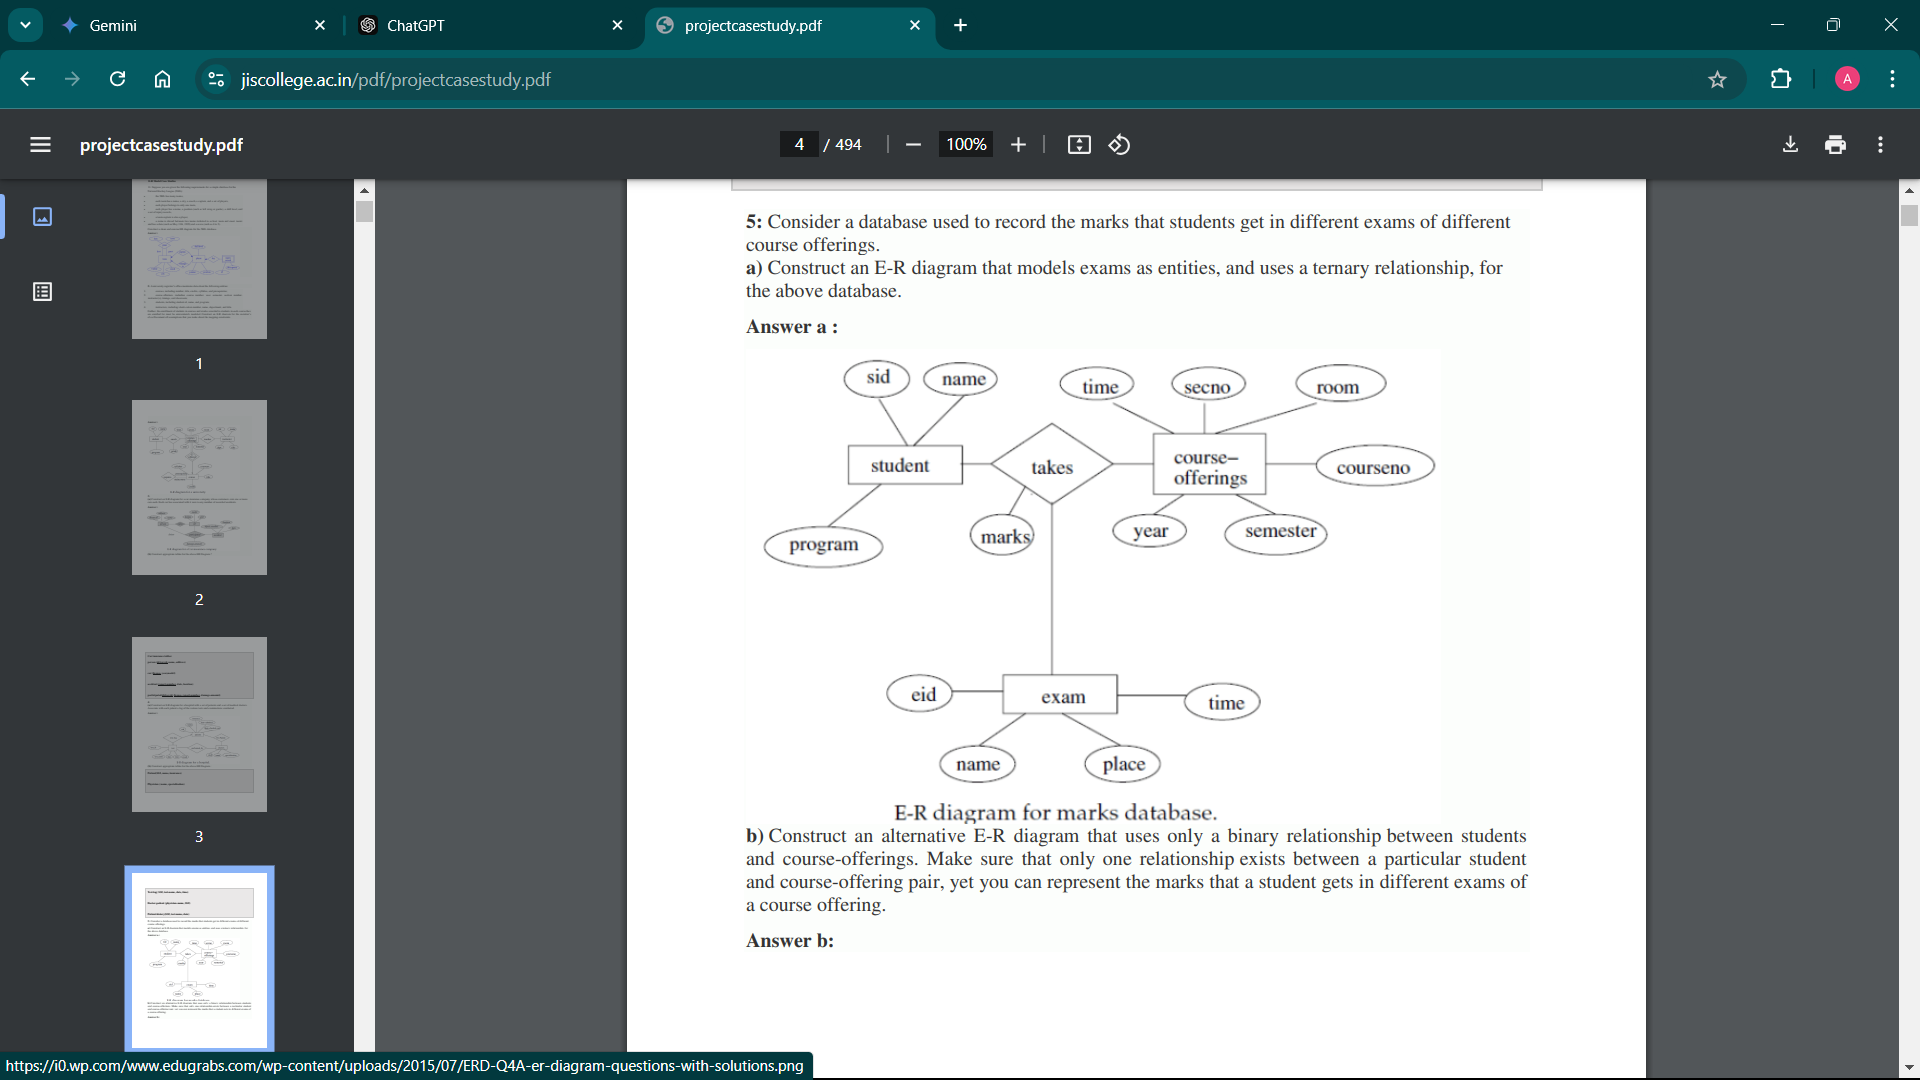 Gemini
ChatGPT
projectcasestudy.pdf
jiscollege.ac.in/pdf/projectcasestudy.pdf
A
projectcasestudy.pdf
4 / 494
100%
1
2
3
5: Consider a database used to record the marks that students get in different exams of different
course offerings.
a) Construct an E-R diagram that models exams as entities, and uses a ternary relationship, for
the above database.
Answer a :
sid
name
time
secno
room
student
takes
course–
offerings
courseno
program
marks
year
semester
eid
exam
time
name
place
E-R diagram for marks database.
b) Construct an alternative E-R diagram that uses only a binary relationship between students
and course-offerings. Make sure that only one relationship exists between a particular student
and course-offering pair, yet you can represent the marks that a student gets in different exams of
a course offering.
Answer b:
https://i0.wp.com/www.edugrabs.com/wp-content/uploads/2015/07/ERD-Q4A-er-diagram-questions-with-solutions.png